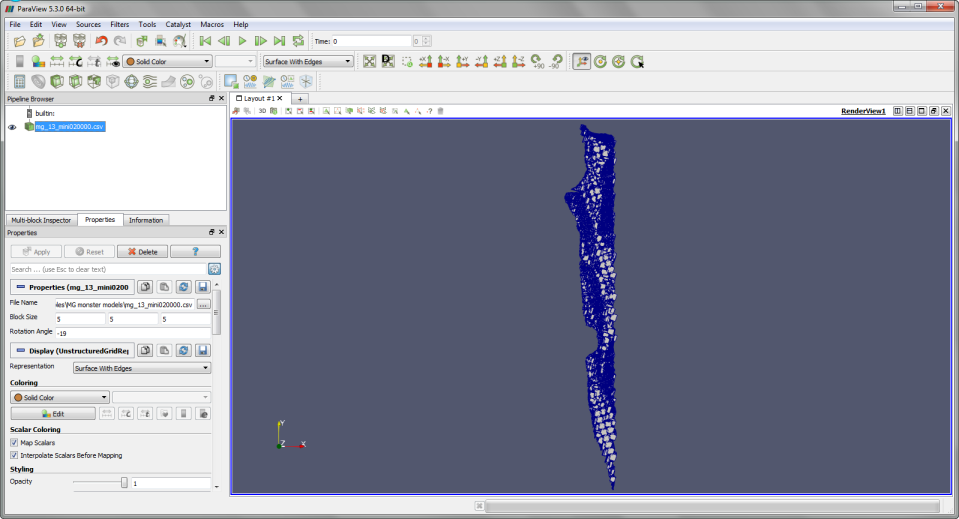 ParaView 5.3.0 64-bit
File Edit View Sources Filters Tools Catalyst Macros Help
Time: 0 0
Solid Color Surface With Edges +X -X +Y -Y +Z -Z +90 -90
Pipeline Browser
Layout #1
builtin:
3D
RenderView1
mg_13_mini020000.csv
Multi-block Inspector Properties Information
Properties
Apply Reset Delete ?
Search ... (use Esc to clear text)
Properties (mg_13_mini0200
File Name les\MG monster models\mg_13_mini020000.csv ...
Block Size 5 5 5
Rotation Angle -19
Display (UnstructuredGridRe
Representation Surface With Edges
Coloring
Solid Color
Edit
Scalar Coloring
Map Scalars
Interpolate Scalars Before Mapping
Styling
Opacity 1
Y
Z X